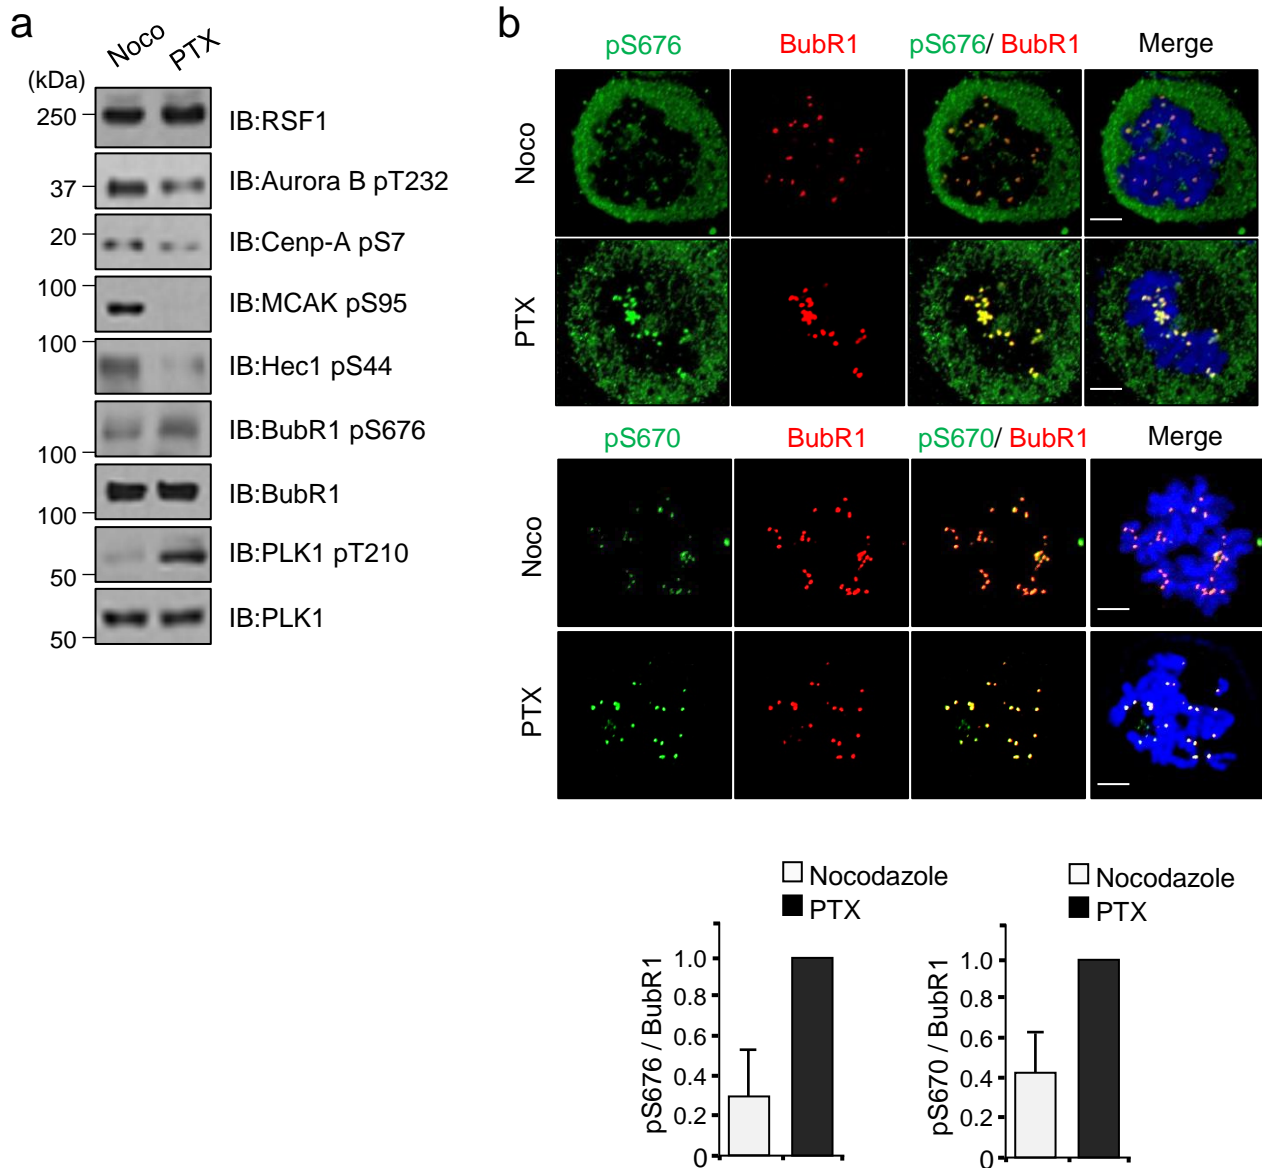 a
Noco PTX
(kDa)
250 IB:RSF1
37 IB:Aurora B pT232
20 IB:Cenp-A pS7
100 IB:MCAK pS95
100 IB:Hec1 pS44
100 IB:BubR1 pS676
100 IB:BubR1
50 IB:PLK1 pT210
50 IB:PLK1
b
pS676 BubR1 pS676/ BubR1 Merge
Noco
PTX
pS670 BubR1 pS670/ BubR1 Merge
Noco
PTX
Nocodazole
PTX
pS676 / BubR1
1.0
0.8
0.6
0.4
0.2
0
Nocodazole
PTX
pS670 / BubR1
1.0
0.8
0.6
0.4
0.2
0